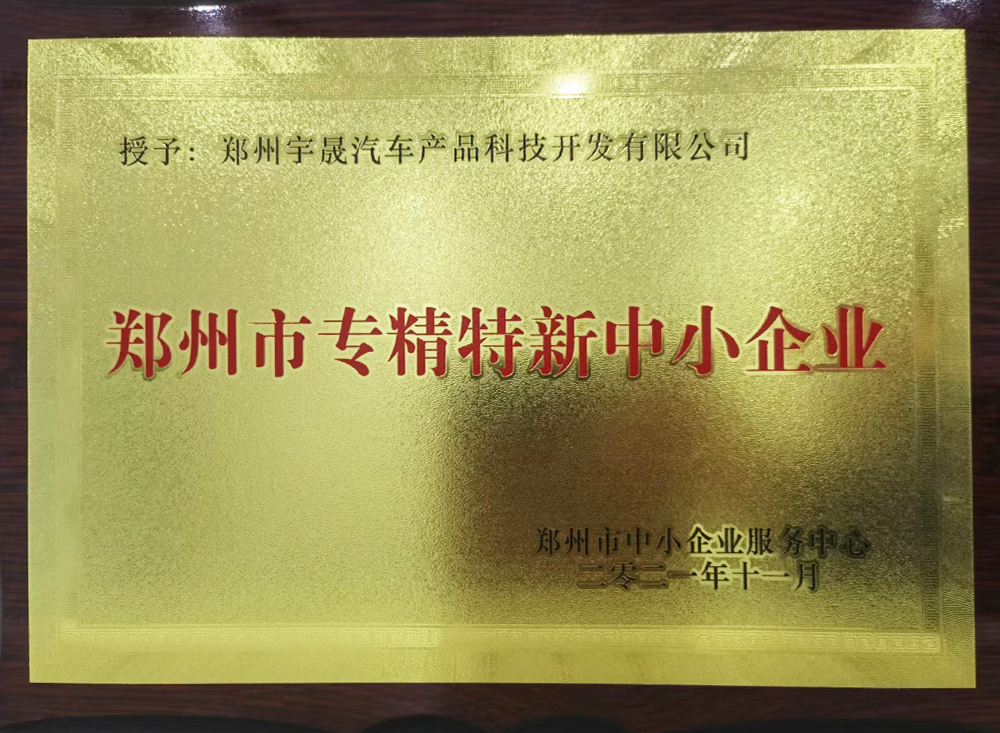 授予：郑州宇晟汽车产品科技开发有限公司
郑州市专精特新中小企业
郑州市中小企业服务中心
二零二一年十一月